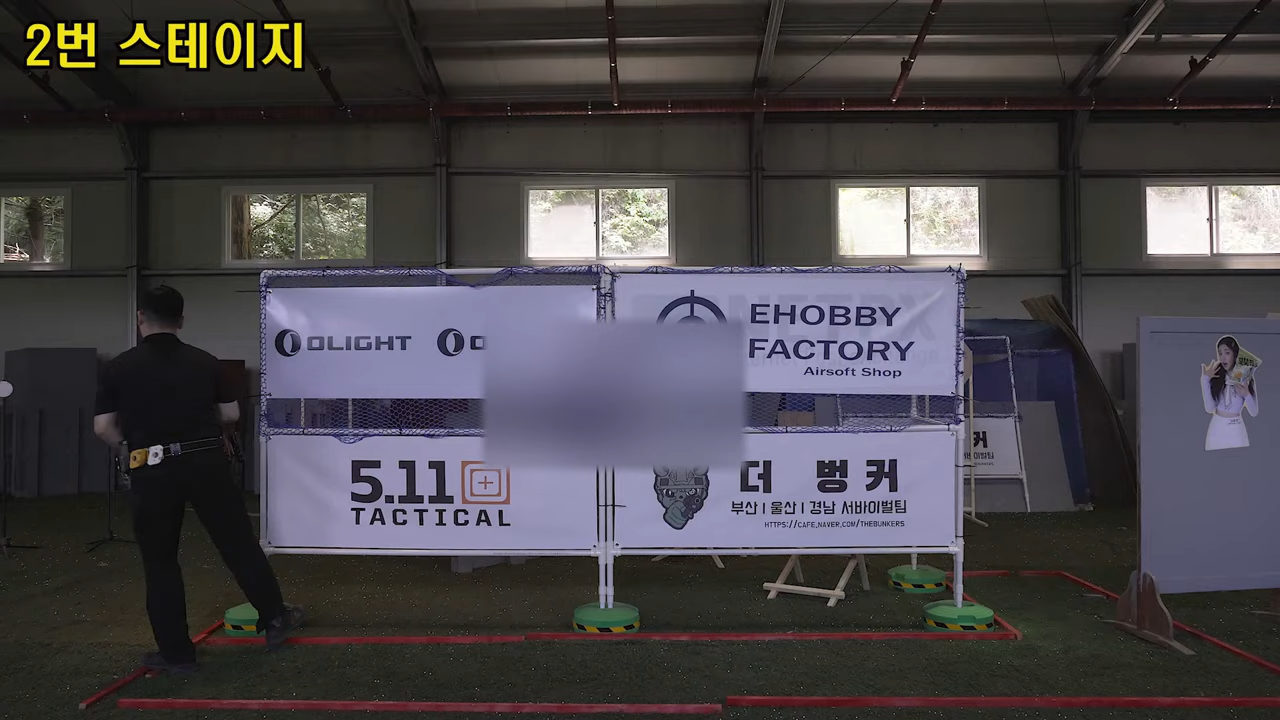 2번 스테이지
OLIGHT
EHOBBY
FACTORY
Airsoft Shop
5.11
TACTICAL
더 벙커
부산 | 울산 | 경남 서바이벌팀
HTTPS://CAFE.NAVER.COM/THEBUNKERS
커